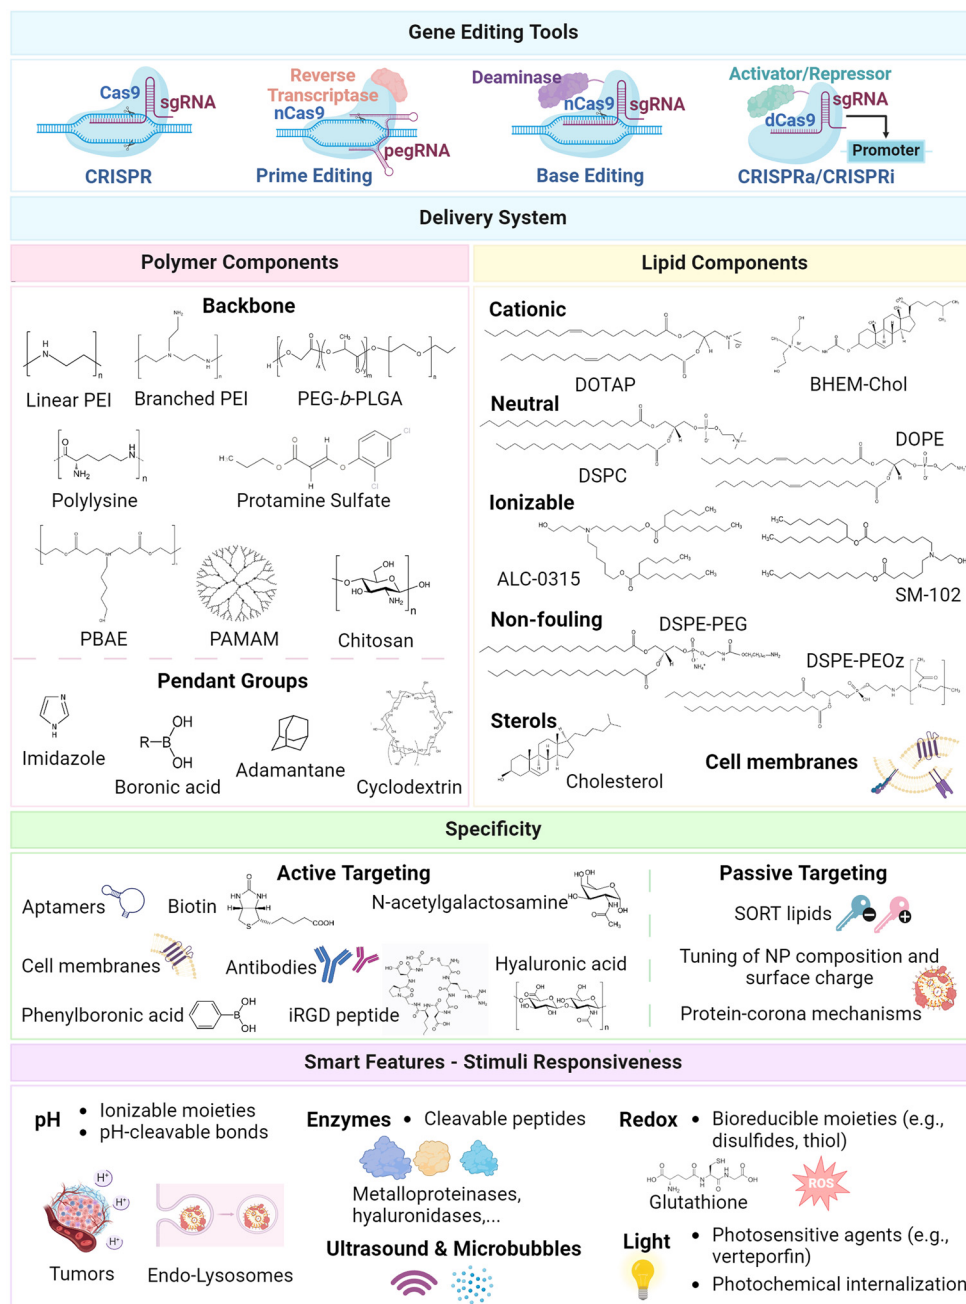 Gene Editing Tools
Cas9
sgRNA
CRISPR
Reverse
Transcriptase
nCas9
pegRNA
Prime Editing
Deaminase
nCas9
sgRNA
Base Editing
Activator/Repressor
sgRNA
dCas9
Promoter
CRISPRa/CRISPRi
Delivery System
Polymer Components
Backbone
Linear PEI
Branched PEI
PEG-b-PLGA
Polylysine
Protamine Sulfate
PBAE
PAMAM
Chitosan
Pendant Groups
Imidazole
Boronic acid
Adamantane
Cyclodextrin
Lipid Components
Cationic
DOTAP
BHEM-Chol
Neutral
DSPC
DOPE
Ionizable
ALC-0315
SM-102
Non-fouling
DSPE-PEG
DSPE-PEOz
Sterols
Cholesterol
Cell membranes
Specificity
Active Targeting
Aptamers
Biotin
N-acetylgalactosamine
Cell membranes
Antibodies
Hyaluronic acid
Phenylboronic acid
iRGD peptide
Passive Targeting
SORT lipids
Tuning of NP composition and
surface charge
Protein-corona mechanisms
Smart Features - Stimuli Responsiveness
pH
• Ionizable moieties
• pH-cleavable bonds
H⁺
H⁺
H⁺
Tumors
Endo-Lysosomes
Enzymes • Cleavable peptides
Metalloproteinases,
hyaluronidases,...
Ultrasound & Microbubbles
Redox • Bioreducible moieties (e.g.,
disulfides, thiol)
Glutathione
ROS
Light
• Photosensitive agents (e.g.,
verteporfin)
• Photochemical internalization